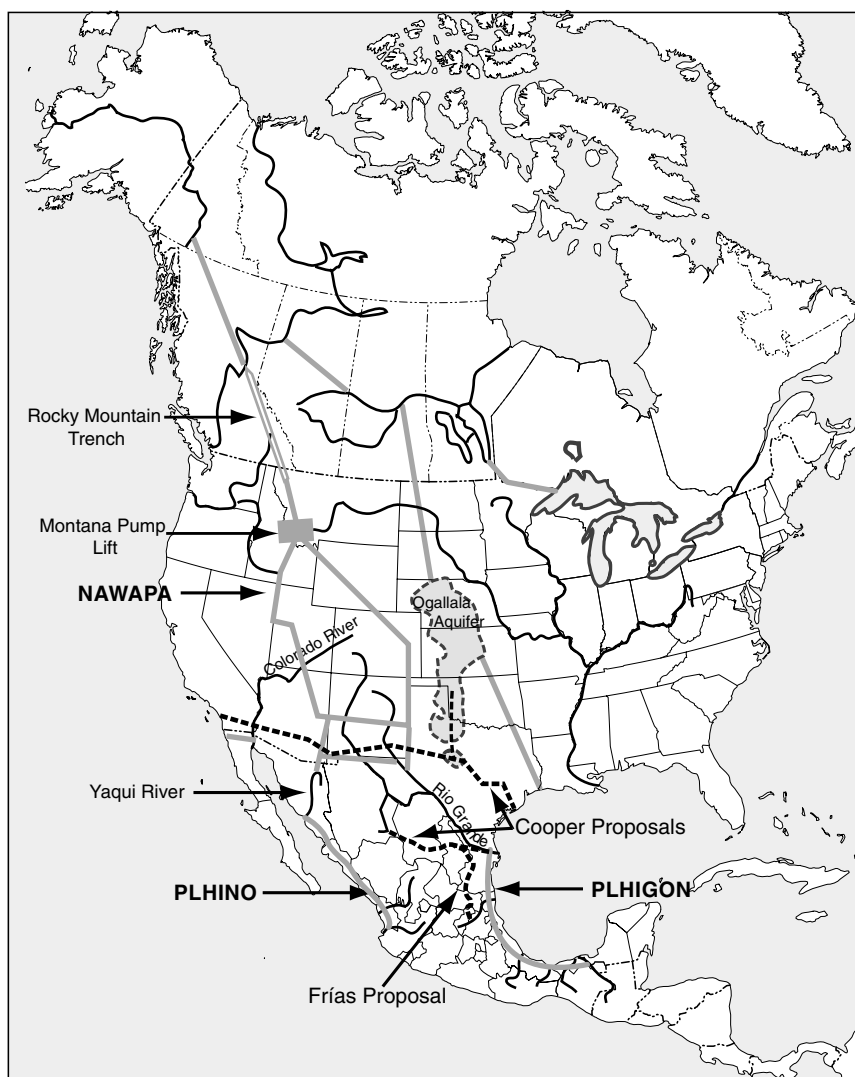 Rocky Mountain
Trench
Montana Pump
Lift
NAWAPA
Ogallala
Aquifer
Colorado River
Yaqui River
Rio Grande
Cooper Proposals
PLHINO
PLHIGON
Frías Proposal